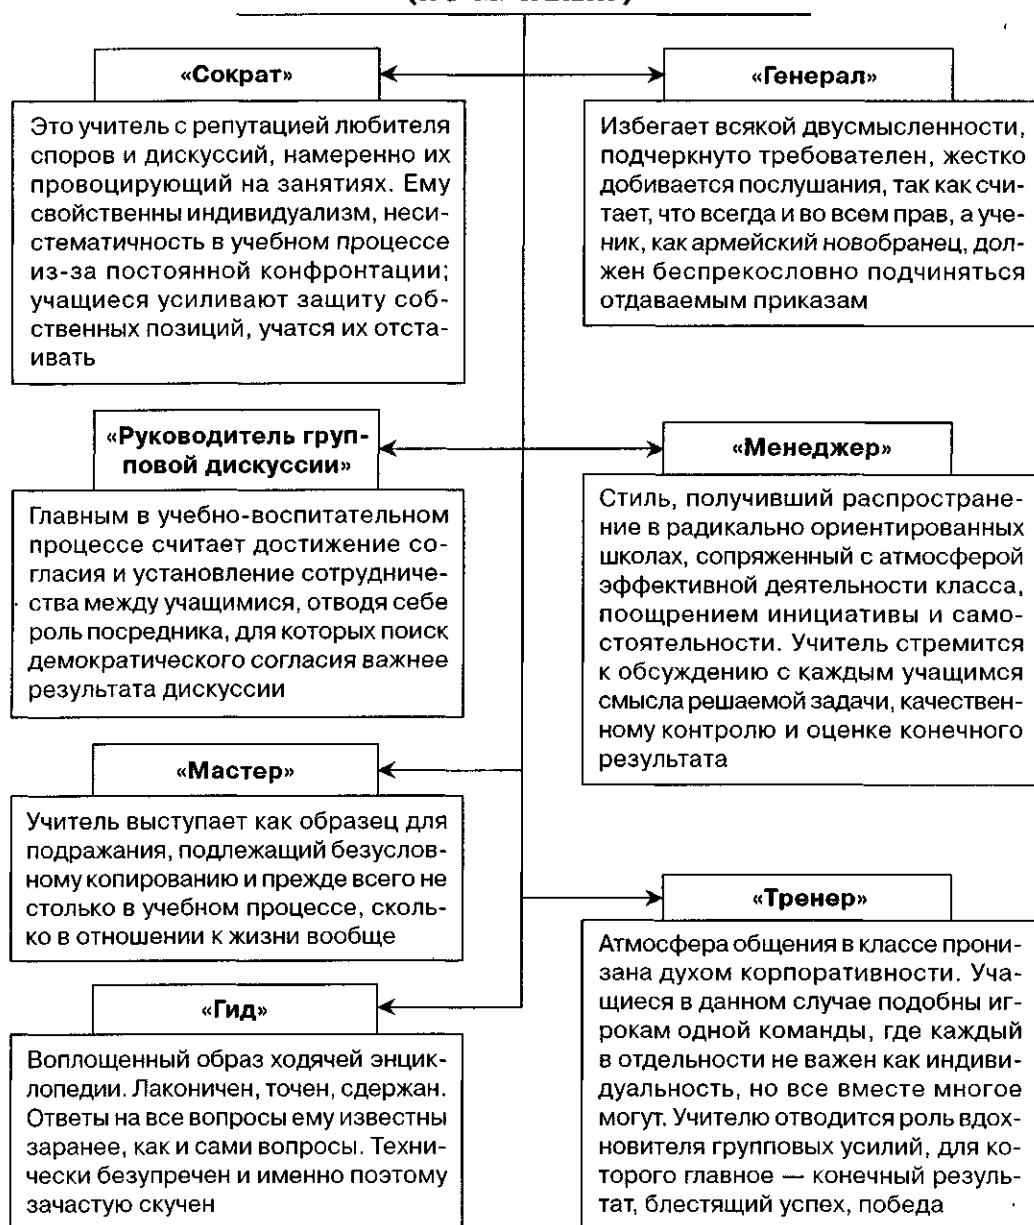 «Сократ»
Это учитель с репутацией любителя
споров и дискуссий, намеренно их
провоцирующий на занятиях. Ему
свойственны индивидуализм, неси-
стематичность в учебном процессе
из-за постоянной конфронтации;
учащиеся усиливают защиту соб-
ственных позиций, учатся их отста-
ивать
«Генерал»
Избегает всякой двусмысленности,
подчеркнуто требователен, жестко
добивается послушания, так как счи-
тает, что всегда и во всем прав, а уче-
ник, как армейский новобранец, дол-
жен беспрекословно подчиняться
отдаваемым приказам
«Руководитель груп-
повой дискуссии»
Главным в учебно-воспитательном
процессе считает достижение со-
гласия и установление сотрудниче-
ства между учащимися, отводя себе
роль посредника, для которых поиск
демократического согласия важнее
результата дискуссии
«Менеджер»
Стиль, получивший распростране-
ние в радикально ориентированных
школах, сопряженный с атмосферой
эффективной деятельности класса,
поощрением инициативы и само-
стоятельности. Учитель стремится
к обсуждению с каждым учащимся
смысла решаемой задачи, качествен-
ному контролю и оценке конечного
результата
«Мастер»
Учитель выступает как образец для
подражания, подлежащий безуслов-
ному копированию и прежде всего не
столько в учебном процессе, сколь-
ко в отношении к жизни вообще
«Тренер»
Атмосфера общения в классе прони-
зана духом корпоративности. Уча-
щиеся в данном случае подобны иг-
рокам одной команды, где каждый
в отдельности не важен как индиви-
дуальность, но все вместе многое
могут. Учителю отводится роль вдох-
новителя групповых усилий, для ко-
торого главное — конечный резуль-
тат, блестящий успех, победа
«Гид»
Воплощенный образ ходячей энцик-
лопедии. Лаконичен, точен, сдержан.
Ответы на все вопросы ему известны
заранее, как и сами вопросы. Техни-
чески безупречен и именно поэтому
зачастую скучен